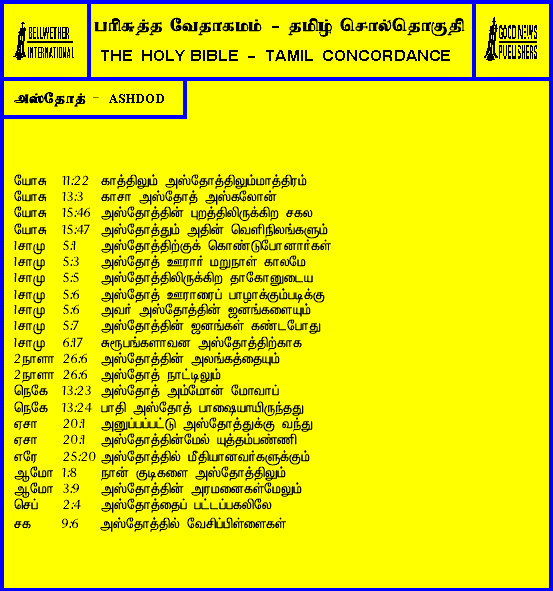 BELLWETHER INTERNATIONAL
பரிசுத்த வேதாகமம் - தமிழ் சொல்தொகுதி
THE HOLY BIBLE - TAMIL CONCORDANCE
GOOD NEWS PUBLISHERS
அஸ்தோத் - ASHDOD
யோசு 11:22 காத்திலும் அஸ்தோத்திலும்மாத்திரம்
யோசு 13:3 காசா அஸ்தோத் அஸ்கலோன்
யோசு 15:46 அஸ்தோத்தின் புறத்திலிருக்கிற சகல
யோசு 15:47 அஸ்தோத்தும் அதின் வெளிநிலங்களும்
1சாமு 5:1 அஸ்தோத்திற்குக் கொண்டுபோனார்கள்
1சாமு 5:3 அஸ்தோத் ஊரார் மறுநாள் காலமே
1சாமு 5:5 அஸ்தோத்திலிருக்கிற தாகோனுடைய
1சாமு 5:6 அஸ்தோத் ஊராரைப் பாழாக்கும்படிக்கு
1சாமு 5:6 அவர் அஸ்தோத்தின் ஜனங்களையும்
1சாமு 5:7 அஸ்தோத்தின் ஜனங்கள் கண்டபோது
1சாமு 6:17 சுரூபங்களாவன அஸ்தோத்திற்காக
2நாளா 26:6 அஸ்தோத்தின் அலங்கத்தையும்
2நாளா 26:6 அஸ்தோத் நாட்டிலும்
நெகே 13:23 அஸ்தோத் அம்மோன் மோவாப்
நெகே 13:24 பாதி அஸ்தோத் பாஷையாயிருந்தது
ஏசா 20:1 அனுப்பப்பட்டு அஸ்தோத்துக்கு வந்து
ஏசா 20:1 அஸ்தோத்தின்மேல் யுத்தம்பண்ணி
எரே 25:20 அஸ்தோத்தில் மீதியானவர்களுக்கும்
ஆமோ 1:8 நான் குடிகளை அஸ்தோத்திலும்
ஆமோ 3:9 அஸ்தோத்தின் அரமனைகள்மேலும்
செப் 2:4 அஸ்தோத்தைப் பட்டப்பகலிலே
சக 9:6 அஸ்தோத்தில் வேசிப்பிள்ளைகள்